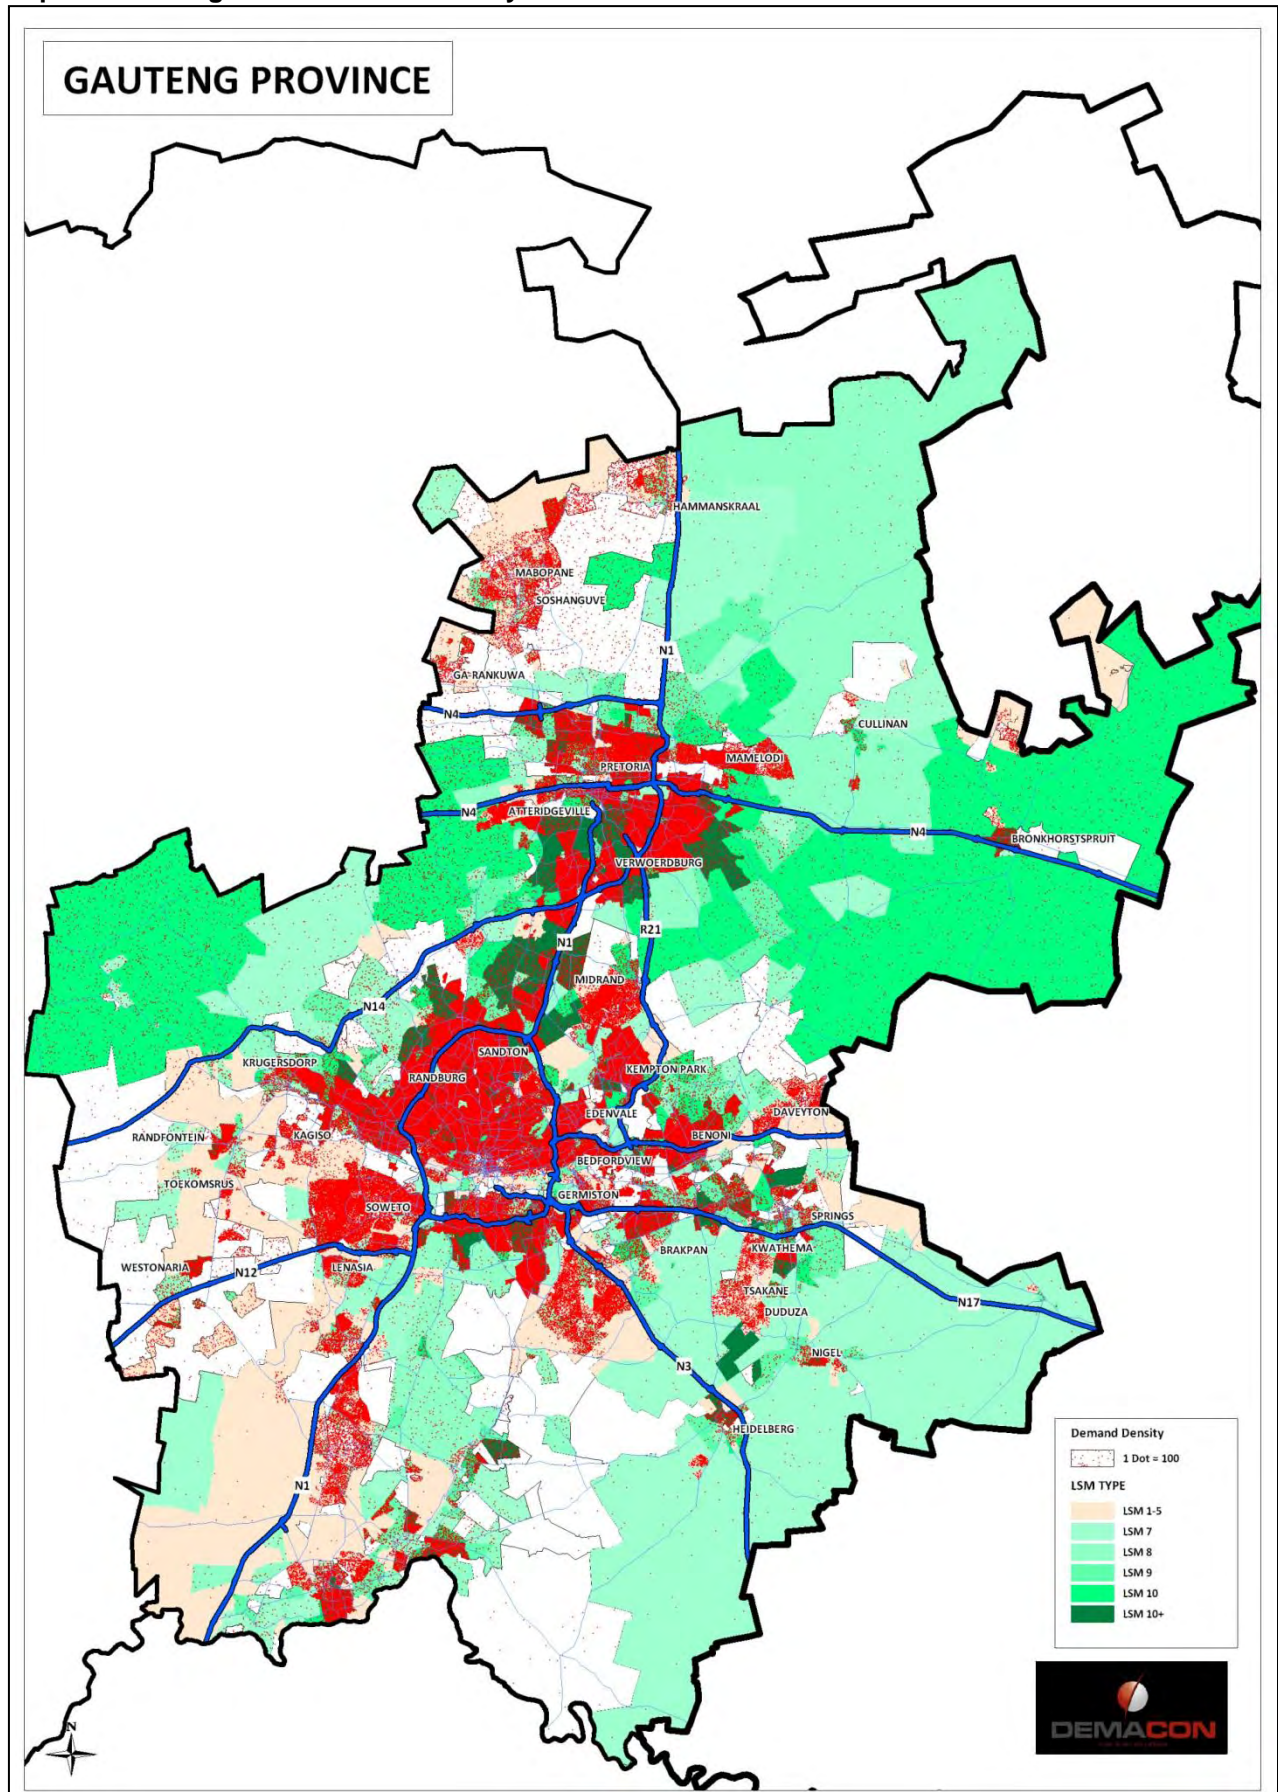 GAUTENG PROVINCE
HAMMANSKRAAL
MABOPANE
SOSHANGUVE
N1
GA-RANKUWA
N4
CULLINAN
MAMELODI
PRETORIA
ATTERIDGEVILLE
N4
N4
BRONKHORSTSPRUIT
VERWOERDBURG
R21
N1
MIDRAND
N14
SANDTON
KRUGERSDORP
KEMPTON PARK
RANDBURG
EDENVALE
DAVEYTON
RANDFONTEIN
KAGISO
BENONI
BEDFORDVIEW
TOEKOMSRUS
GERMISTON
SOWETO
SPRINGS
BRAKPAN
KWATHEMA
WESTONARIA
N12
LENASIA
TSAKANE
DUDUZA
N17
NIGEL
N3
HEIDELBERG
N1
Demand Density
1 Dot = 100
LSM TYPE
LSM 1-5
LSM 7
LSM 8
LSM 9
LSM 10
LSM 10+
N
DEMACON